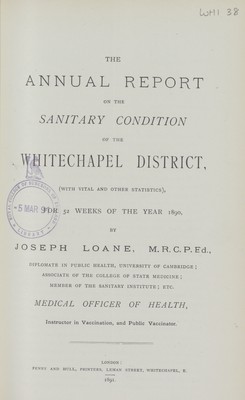 WMI 38
THE
ANNUAL REPORT
ON THE
SANITARY CONDITION
OF THE
WHITECHAPEL DISTRICT,
(WITH VITAL AND OTHER STATISTICS),
FOR 52 WEEKS OF THE YEAR 1890,
BY
JOSEPH LOANE, M.R.C.P.Ed.,
DIPLOMATE IN PUBLIC HEALTH, UNIVERSITY OF CAMBRIDGE;
ASSOCIATE OF THE COLLEGE OF STATE MEDICINE;
MEMBER OF THE SANITARY INSTITUTE; ETC.
MEDICAL OFFICER OF HEALTH,
Instructor in Vaccination, and Public Vaccinator.
LONDON:
PENNY AND HULL, PRINTERS, LEMAN STREET, WHITECHAPEL, E.
1891.
5 MAR 9